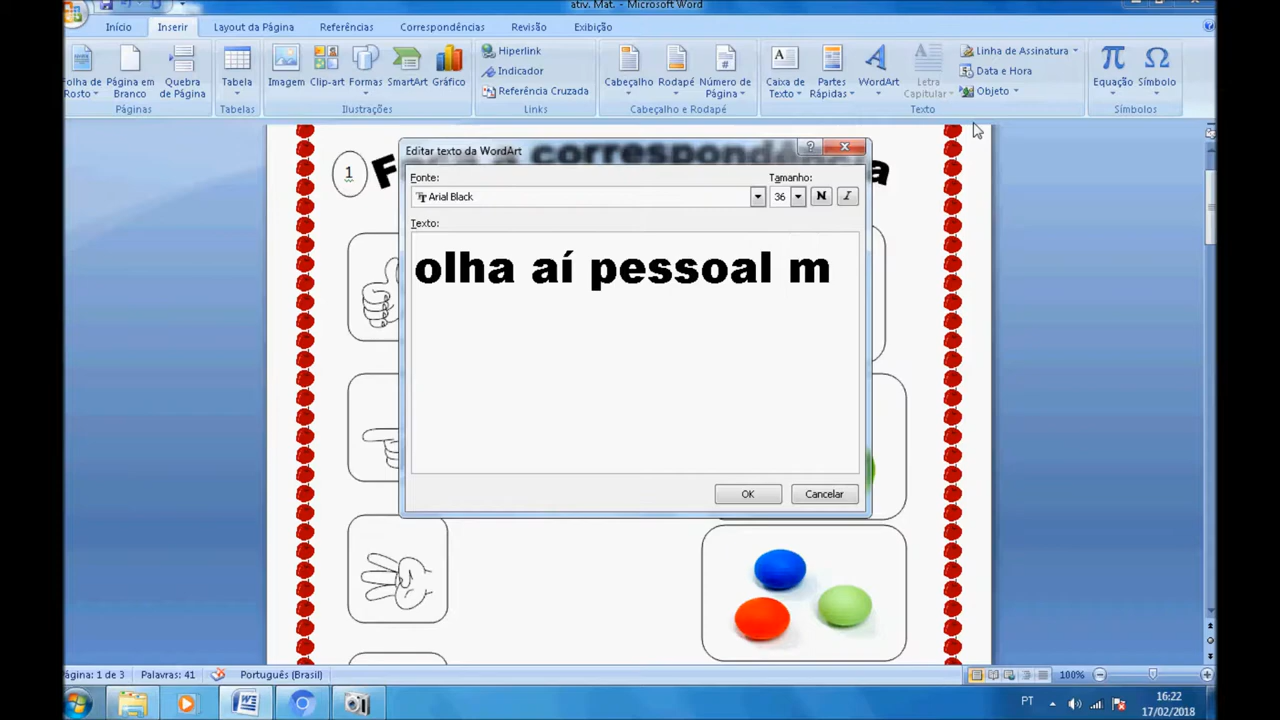 ativ. Mat. - Microsoft Word
Início Inserir Layout da Página Referências Correspondências Revisão Exibição
Folha de Rosto
Página em Branco
Quebra de Página
Páginas
Tabela
Tabelas
Imagem
Clip-art
Formas
SmartArt
Gráfico
Ilustrações
Hiperlink
Indicador
Referência Cruzada
Links
Cabeçalho
Rodapé
Número de Página
Cabeçalho e Rodapé
Caixa de Texto
Partes Rápidas
WordArt
Letra Capitular
Linha de Assinatura
Data e Hora
Objeto
Texto
Equação
Símbolo
Símbolos
1
correspondência
Editar texto da WordArt
Fonte:
Tamanho:
Arial Black
36
N
I
Texto:
olha aí pessoal m
OK
Cancelar
ágina: 1 de 3 Palavras: 41 Português (Brasil) 100%
PT
16:22
17/02/2018